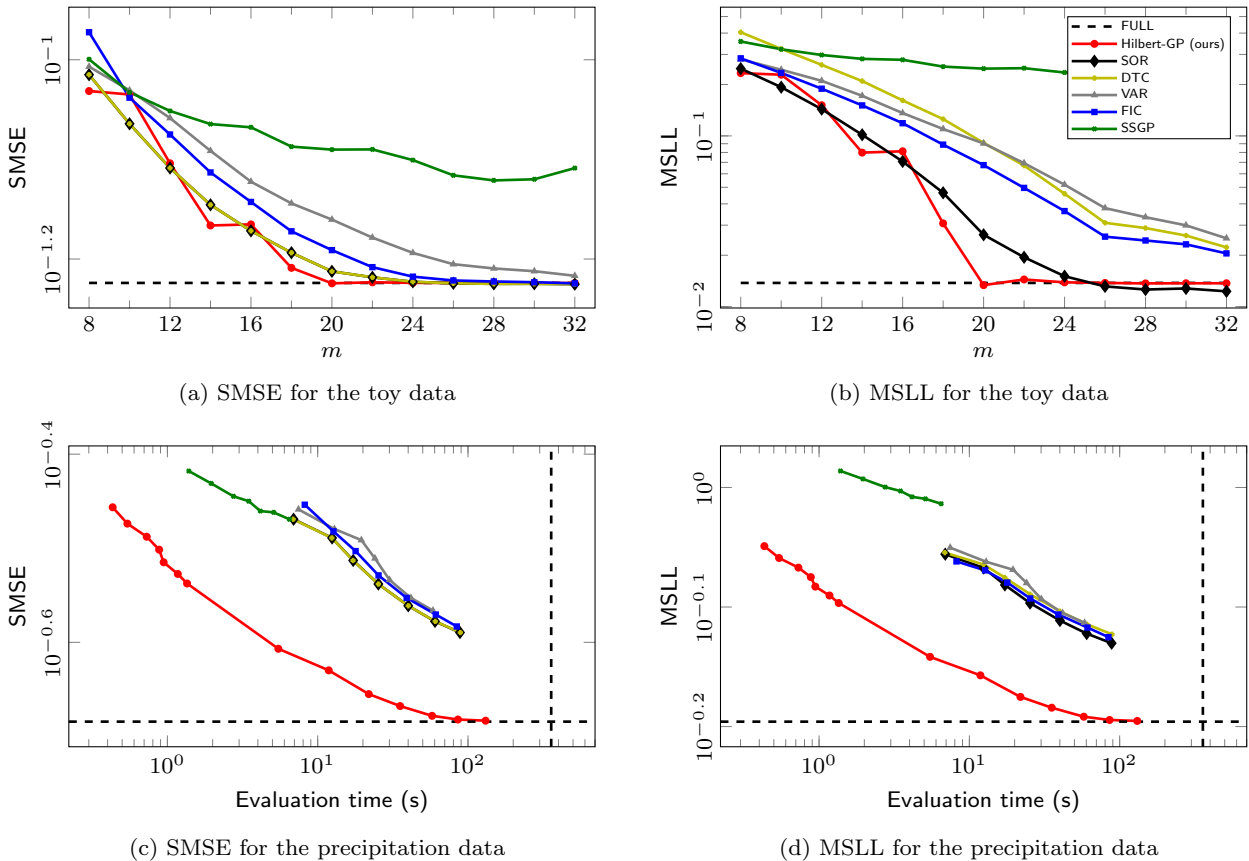 SMSE
10^-1
10^-1.2
8 12 16 20 24 28 32
m
(a) SMSE for the toy data
MSLL
10^-1
10^-2
8 12 16 20 24 28 32
m
FULL
Hilbert-GP (ours)
SOR
DTC
VAR
FIC
SSGP
(b) MSLL for the toy data
SMSE
10^-0.4
10^-0.6
10^0 10^1 10^2
Evaluation time (s)
(c) SMSE for the precipitation data
MSLL
10^0
10^-0.1
10^-0.2
10^0 10^1 10^2
Evaluation time (s)
(d) MSLL for the precipitation data